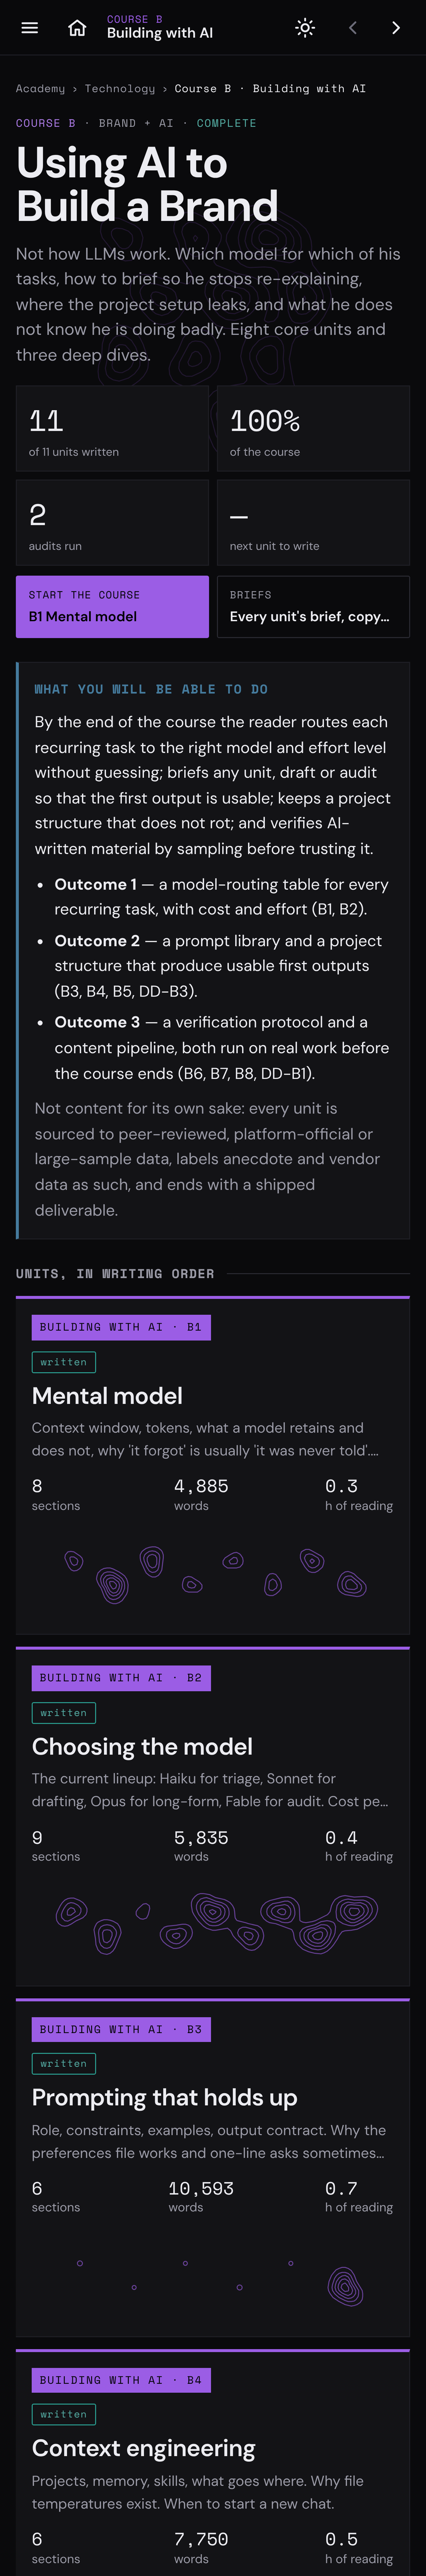 COURSE B
Building with AI
Academy › Technology › Course B · Building with AI
COURSE B · BRAND + AI · COMPLETE
Using AI to
Build a Brand
Not how LLMs work. Which model for which of his
tasks, how to brief so he stops re-explaining,
where the project setup leaks, and what he does
not know he is doing badly. Eight core units and
three deep dives.
11
of 11 units written
100%
of the course
2
audits run
—
next unit to write
START THE COURSE
B1 Mental model
BRIEFS
Every unit's brief, copy...
WHAT YOU WILL BE ABLE TO DO
By the end of the course the reader routes each
recurring task to the right model and effort level
without guessing; briefs any unit, draft or audit
so that the first output is usable; keeps a project
structure that does not rot; and verifies AI-
written material by sampling before trusting it.
• Outcome 1 — a model-routing table for every
recurring task, with cost and effort (B1, B2).
• Outcome 2 — a prompt library and a project
structure that produce usable first outputs
(B3, B4, B5, DD-B3).
• Outcome 3 — a verification protocol and a
content pipeline, both run on real work before
the course ends (B6, B7, B8, DD-B1).
Not content for its own sake: every unit is
sourced to peer-reviewed, platform-official or
large-sample data, labels anecdote and vendor
data as such, and ends with a shipped
deliverable.
UNITS, IN WRITING ORDER
BUILDING WITH AI · B1
written
Mental model
Context window, tokens, what a model retains and
does not, why 'it forgot' is usually 'it was never told'....
8
sections
4,885
words
0.3
h of reading
BUILDING WITH AI · B2
written
Choosing the model
The current lineup: Haiku for triage, Sonnet for
drafting, Opus for long-form, Fable for audit. Cost pe...
9
sections
5,835
words
0.4
h of reading
BUILDING WITH AI · B3
written
Prompting that holds up
Role, constraints, examples, output contract. Why the
preferences file works and one-line asks sometimes...
6
sections
10,593
words
0.7
h of reading
BUILDING WITH AI · B4
written
Context engineering
Projects, memory, skills, what goes where. Why file
temperatures exist. When to start a new chat.
6
sections
7,750
words
0.5
h of reading